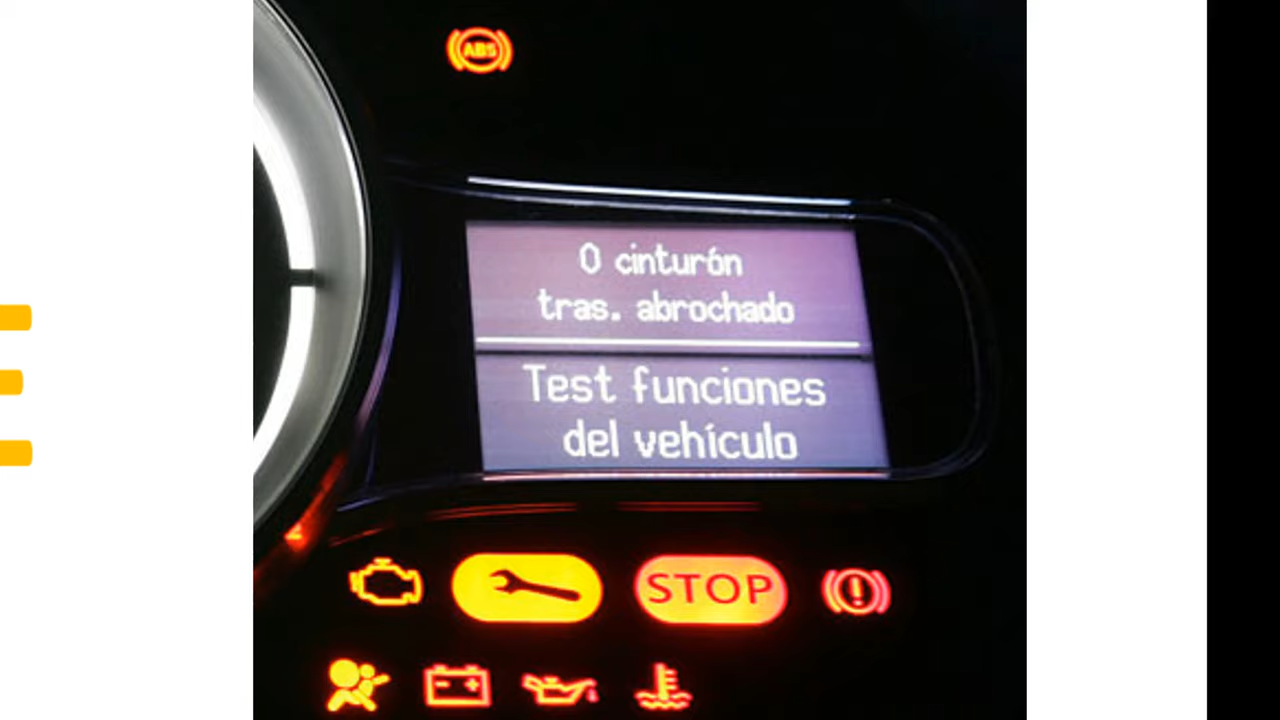 ABS
0 cinturón
tras. abrochado
Test funciones
del vehículo
STOP